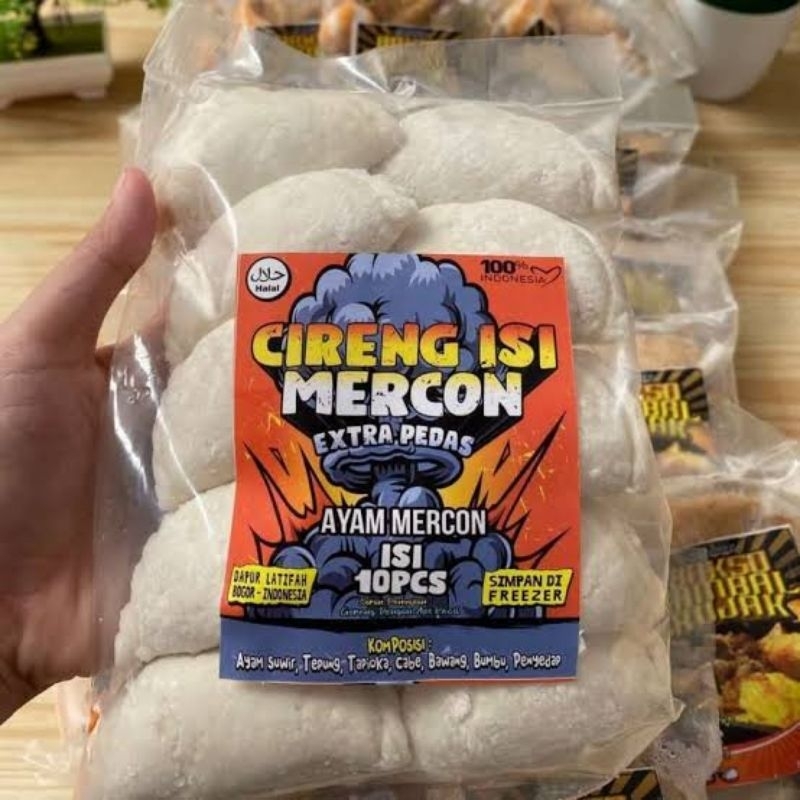 حلال
Halal
100%
INDONESIA
CIRENG ISI
MERCON
EXTRA PEDAS
AYAM MERCON
ISI
10PCS
DAPUR LATIFAH
BOGOR - INDONESIA
SIMPAN DI
FREEZER
KOMPOSISI :
Ayam Suwir, Tepung, Tapioka, Cabe, Bawang, Bumbu, Penyedap